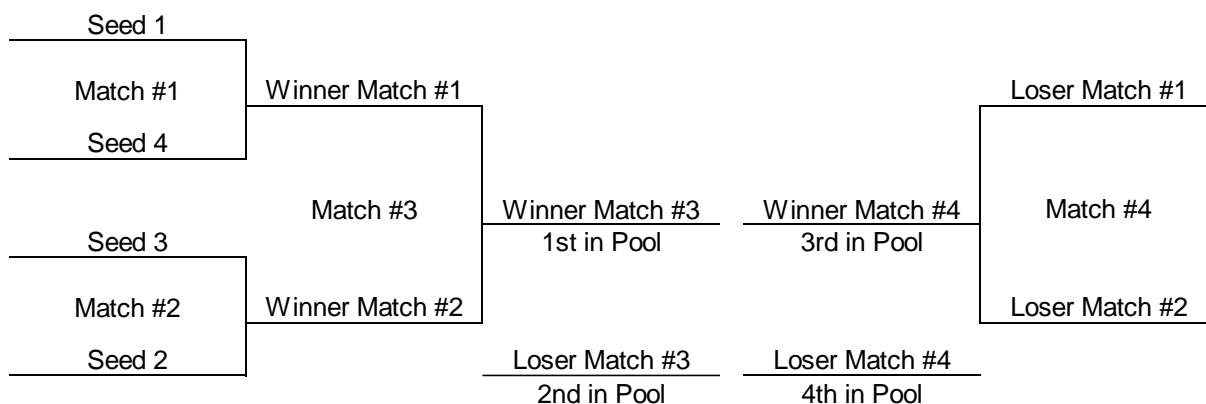 Seed 1
Match #1
Winner Match #1
Loser Match #1
Seed 4
Match #3
Winner Match #3
Winner Match #4
Match #4
1st in Pool
3rd in Pool
Seed 3
Match #2
Winner Match #2
Loser Match #2
Seed 2
Loser Match #3
Loser Match #4
2nd in Pool
4th in Pool